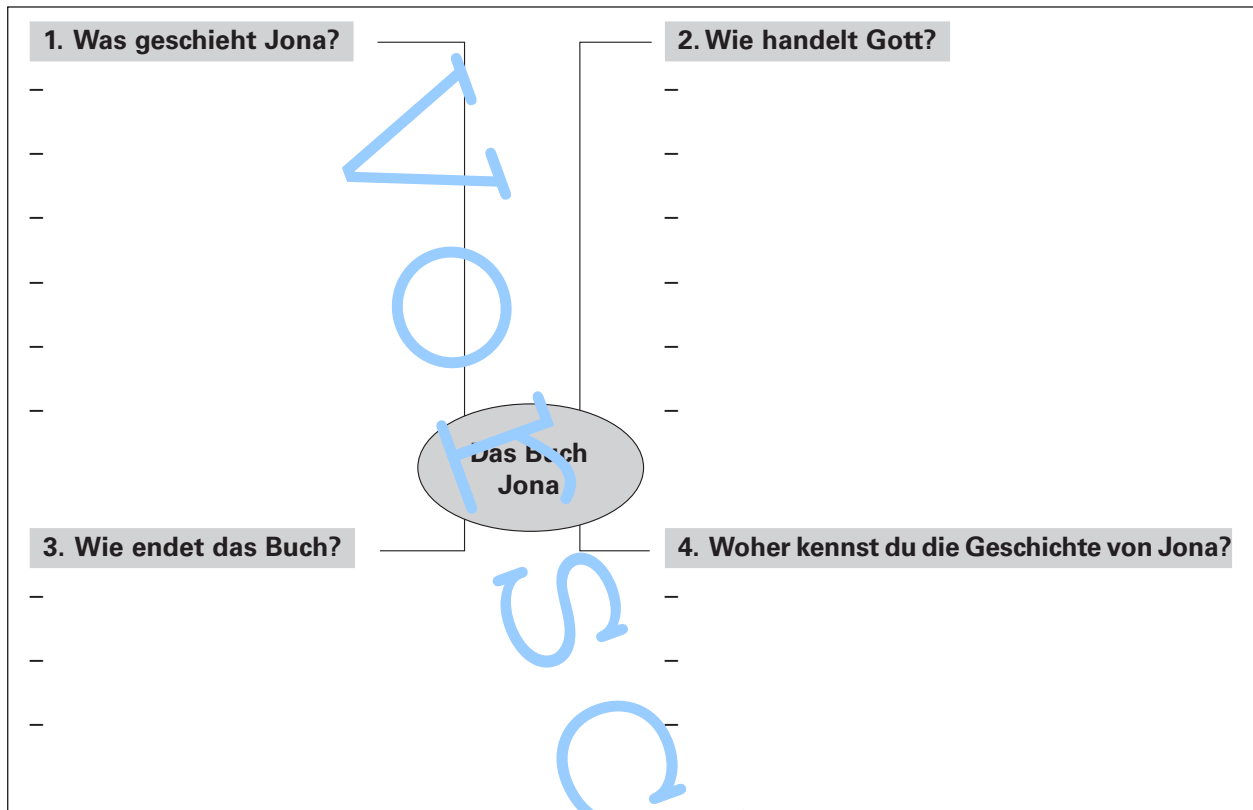 1. Was geschieht Jona?
–
–
–
–
–
–
2. Wie handelt Gott?
–
–
–
–
–
–
Das Buch
Jona
3. Wie endet das Buch?
–
–
–
4. Woher kennst du die Geschichte von Jona?
–
–
–
V O R S C